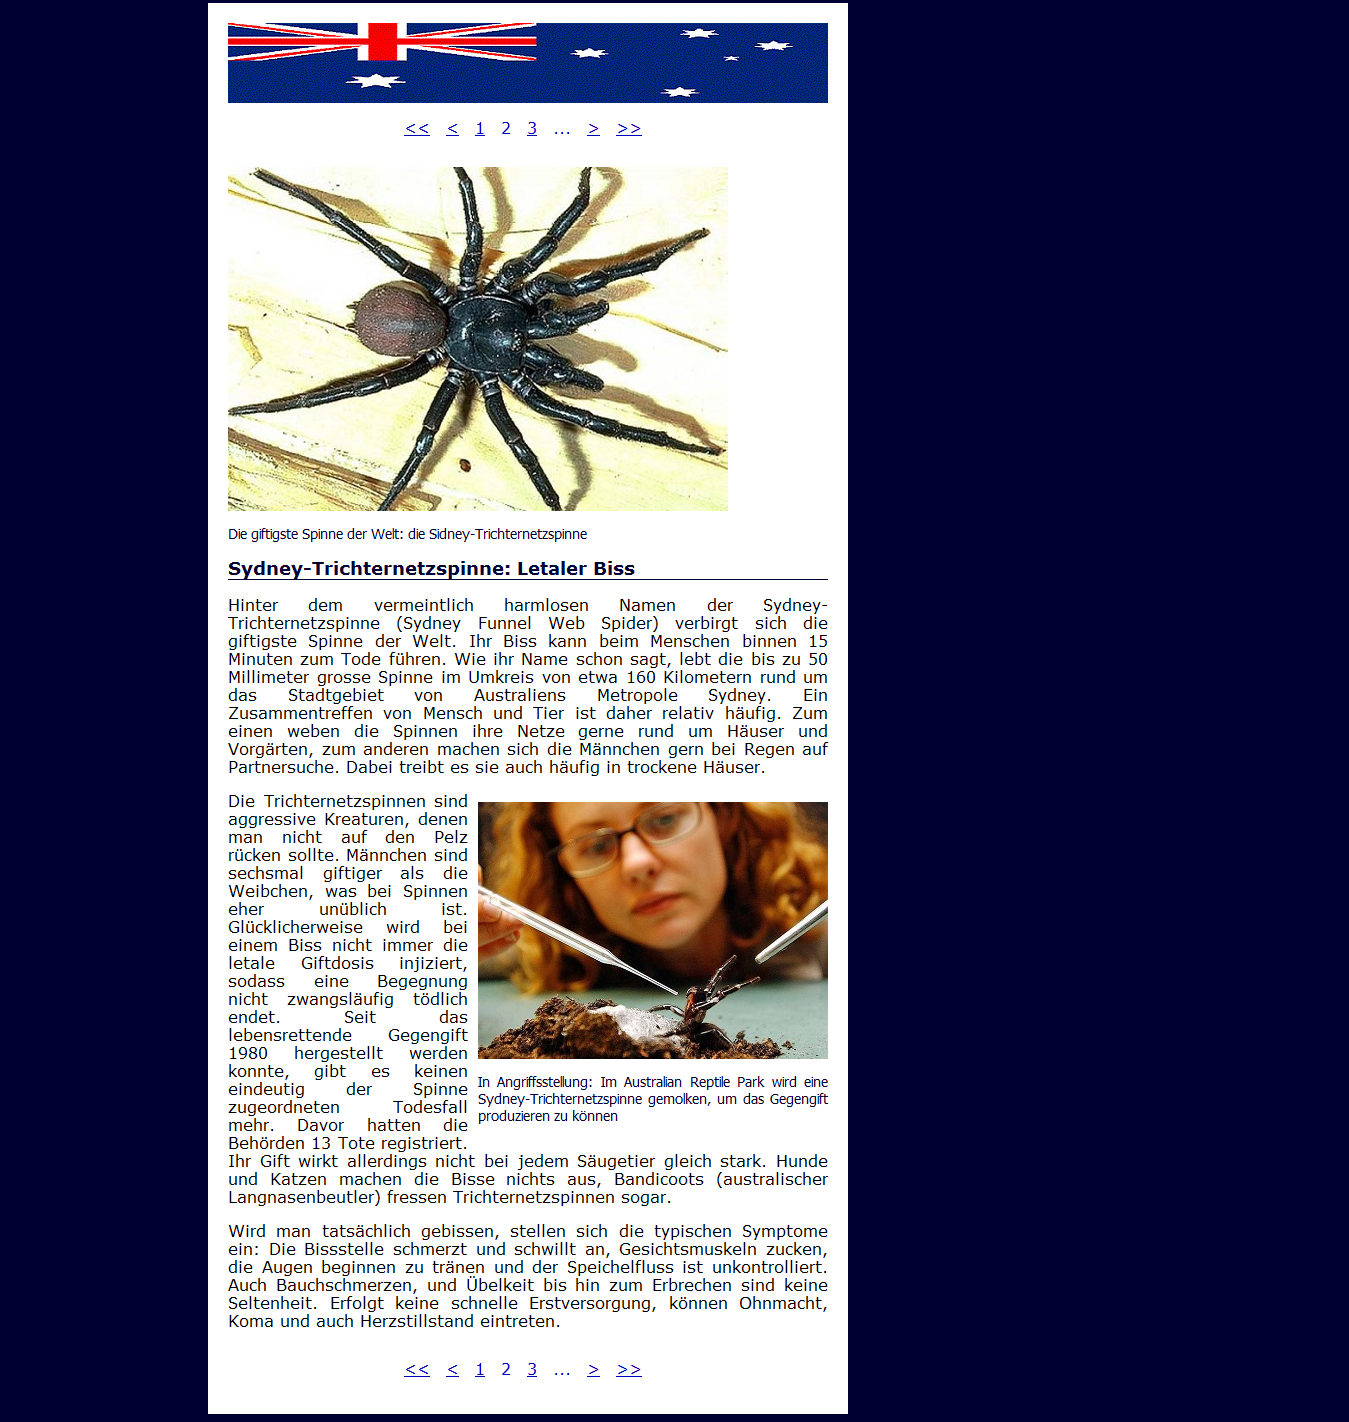 << < 1 2 3 ... > >>
Die giftigste Spinne der Welt: die Sidney-Trichternetzspinne
Sydney-Trichternetzspinne: Letaler Biss
Hinter dem vermeintlich harmlosen Namen der Sydney-
Trichternetzspinne (Sydney Funnel Web Spider) verbirgt sich die
giftigste Spinne der Welt. Ihr Biss kann beim Menschen binnen 15
Minuten zum Tode führen. Wie ihr Name schon sagt, lebt die bis zu 50
Millimeter grosse Spinne im Umkreis von etwa 160 Kilometern rund um
das Stadtgebiet von Australiens Metropole Sydney. Ein
Zusammentreffen von Mensch und Tier ist daher relativ häufig. Zum
einen weben die Spinnen ihre Netze gerne rund um Häuser und
Vorgärten, zum anderen machen sich die Männchen gern bei Regen auf
Partnersuche. Dabei treibt es sie auch häufig in trockene Häuser.
Die Trichternetzspinnen sind
aggressive Kreaturen, denen
man nicht auf den Pelz
rücken sollte. Männchen sind
sechsmal giftiger als die
Weibchen, was bei Spinnen
eher unüblich ist.
Glücklicherweise wird bei
einem Biss nicht immer die
letale Giftdosis injiziert,
sodass eine Begegnung
nicht zwangsläufig tödlich
endet. Seit das
lebensrettende Gegengift
1980 hergestellt werden
konnte, gibt es keinen
eindeutig der Spinne
zugeordneten Todesfall
mehr. Davor hatten die
Behörden 13 Tote registriert.
Ihr Gift wirkt allerdings nicht bei jedem Säugetier gleich stark. Hunde
und Katzen machen die Bisse nichts aus, Bandicoots (australischer
Langnasenbeutler) fressen Trichternetzspinnen sogar.
In Angriffsstellung: Im Australian Reptile Park wird eine
Sydney-Trichternetzspinne gemolken, um das Gegengift
produzieren zu können
Wird man tatsächlich gebissen, stellen sich die typischen Symptome
ein: Die Bissstelle schmerzt und schwillt an, Gesichtsmuskeln zucken,
die Augen beginnen zu tränen und der Speichelfluss ist unkontrolliert.
Auch Bauchschmerzen, und Übelkeit bis hin zum Erbrechen sind keine
Seltenheit. Erfolgt keine schnelle Erstversorgung, können Ohnmacht,
Koma und auch Herzstillstand eintreten.
<< < 1 2 3 ... > >>